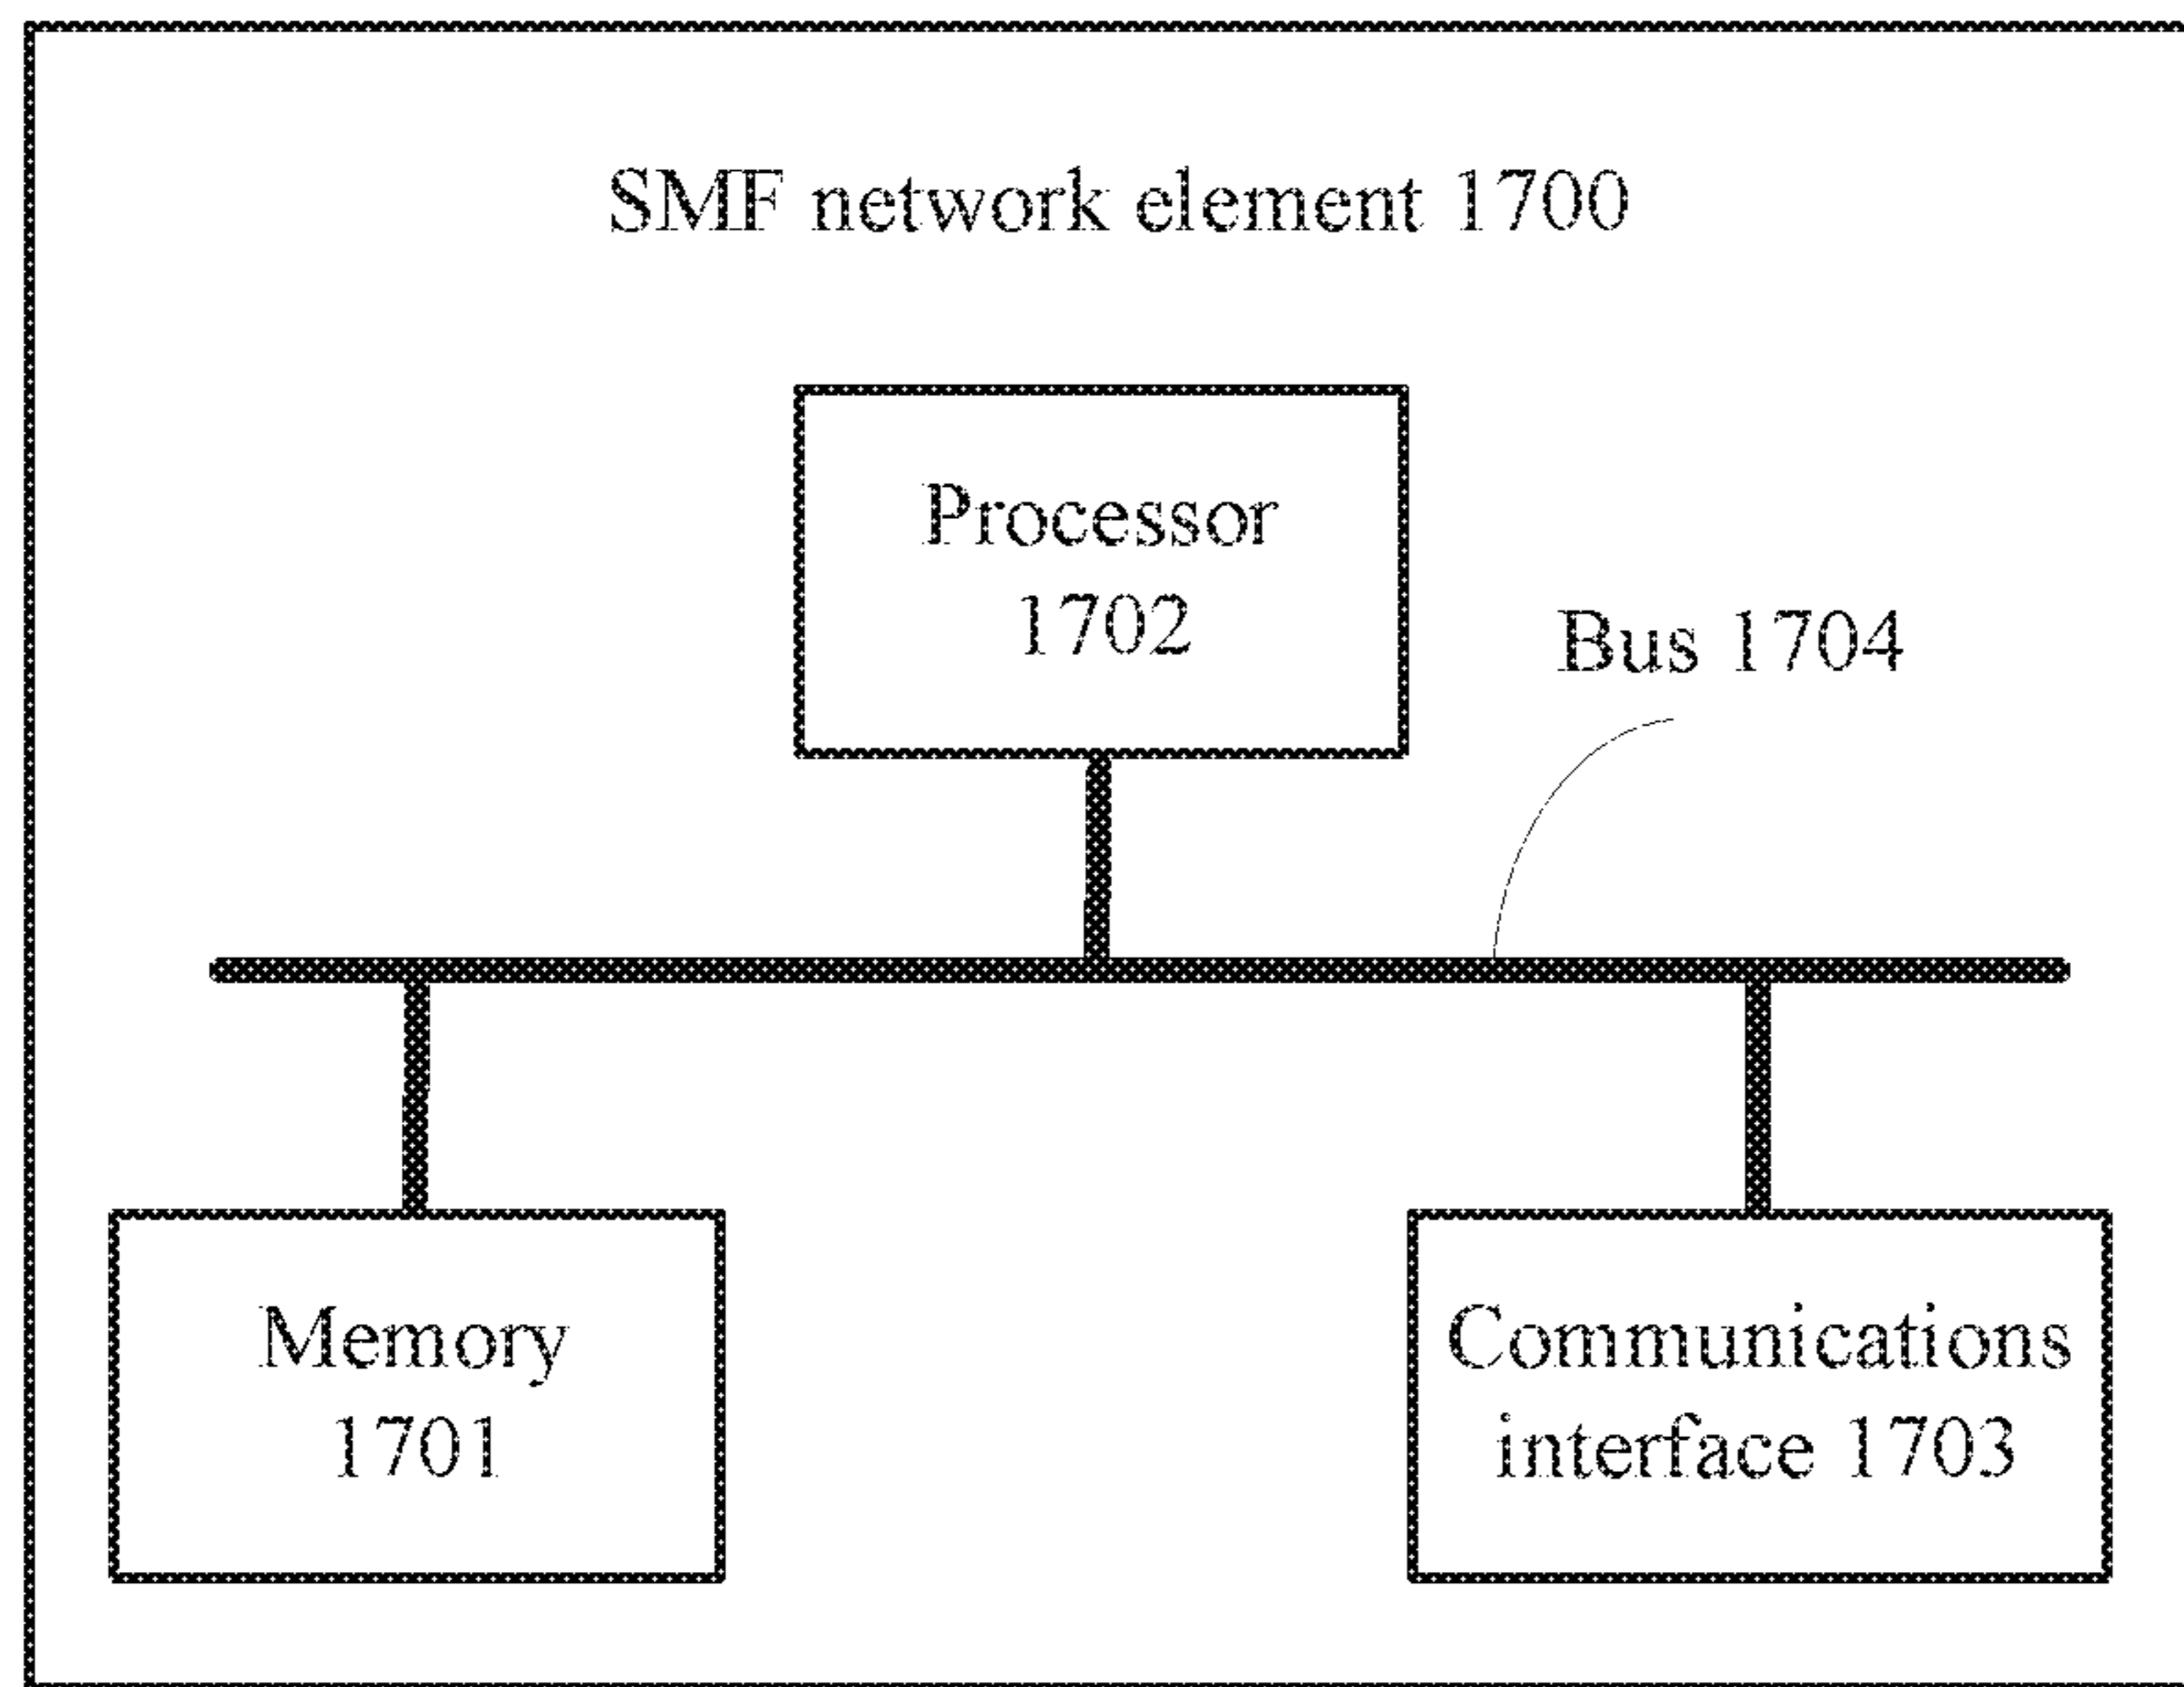 SMF network element 1700
Processor
1702
Bus 1704
Memory
1701
Communications
interface 1703